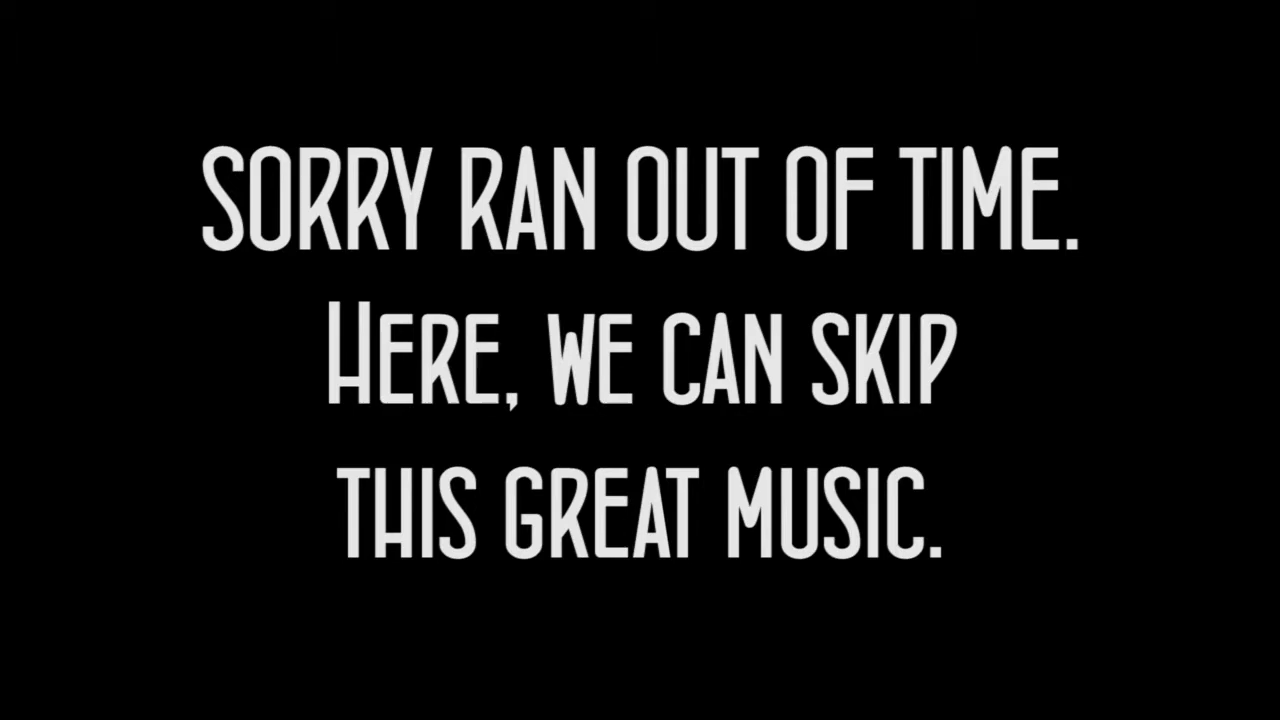 SORRY RAN OUT OF TIME.
HERE, WE CAN SKIP
THIS GREAT MUSIC.